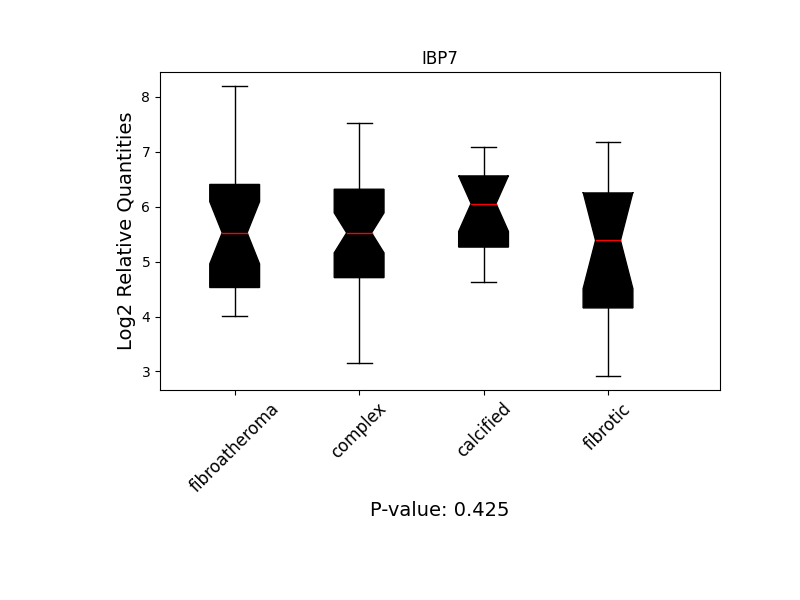 IBP7
Log2 Relative Quantities
8
7
6
5
4
3
fibroatheroma
complex
calcified
fibrotic
P-value: 0.425